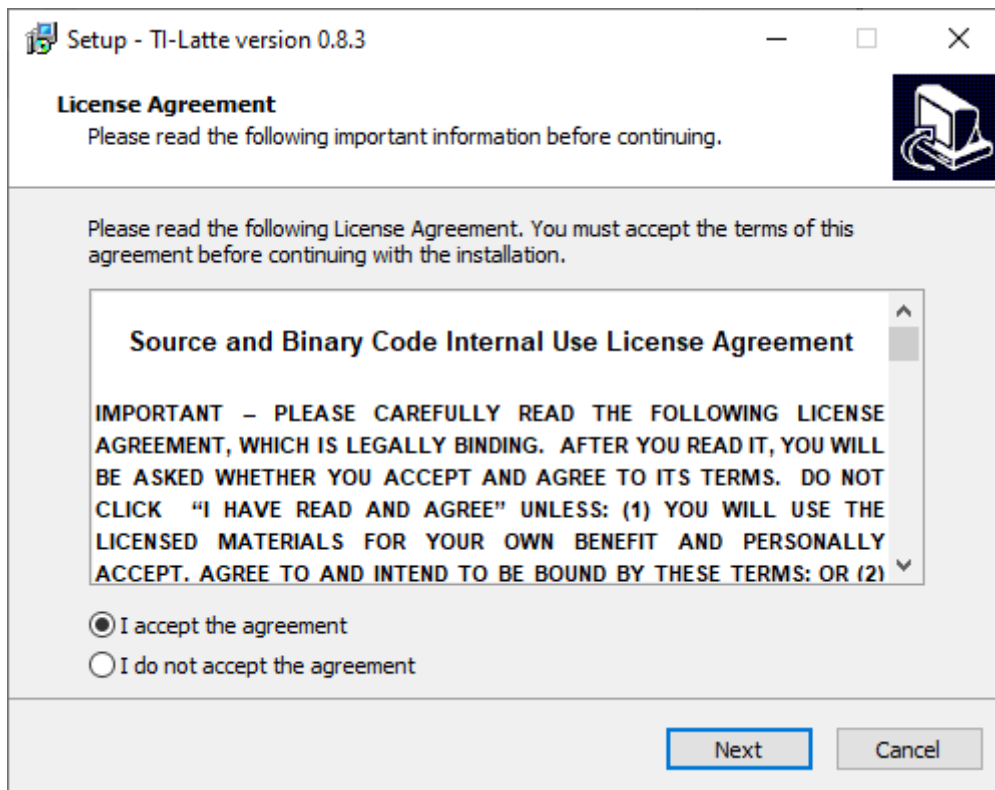 Setup - TI-Latte version 0.8.3
License Agreement
Please read the following important information before continuing.
Please read the following License Agreement. You must accept the terms of this
agreement before continuing with the installation.
Source and Binary Code Internal Use License Agreement
IMPORTANT – PLEASE CAREFULLY READ THE FOLLOWING LICENSE
AGREEMENT, WHICH IS LEGALLY BINDING.  AFTER YOU READ IT, YOU WILL
BE ASKED WHETHER YOU ACCEPT AND AGREE TO ITS TERMS.  DO NOT
CLICK  “I HAVE READ AND AGREE” UNLESS: (1) YOU WILL USE THE
LICENSED MATERIALS FOR YOUR OWN BENEFIT AND PERSONALLY
ACCEPT, AGREE TO AND INTEND TO BE BOUND BY THESE TERMS; OR (2)
I accept the agreement
I do not accept the agreement
Next
Cancel